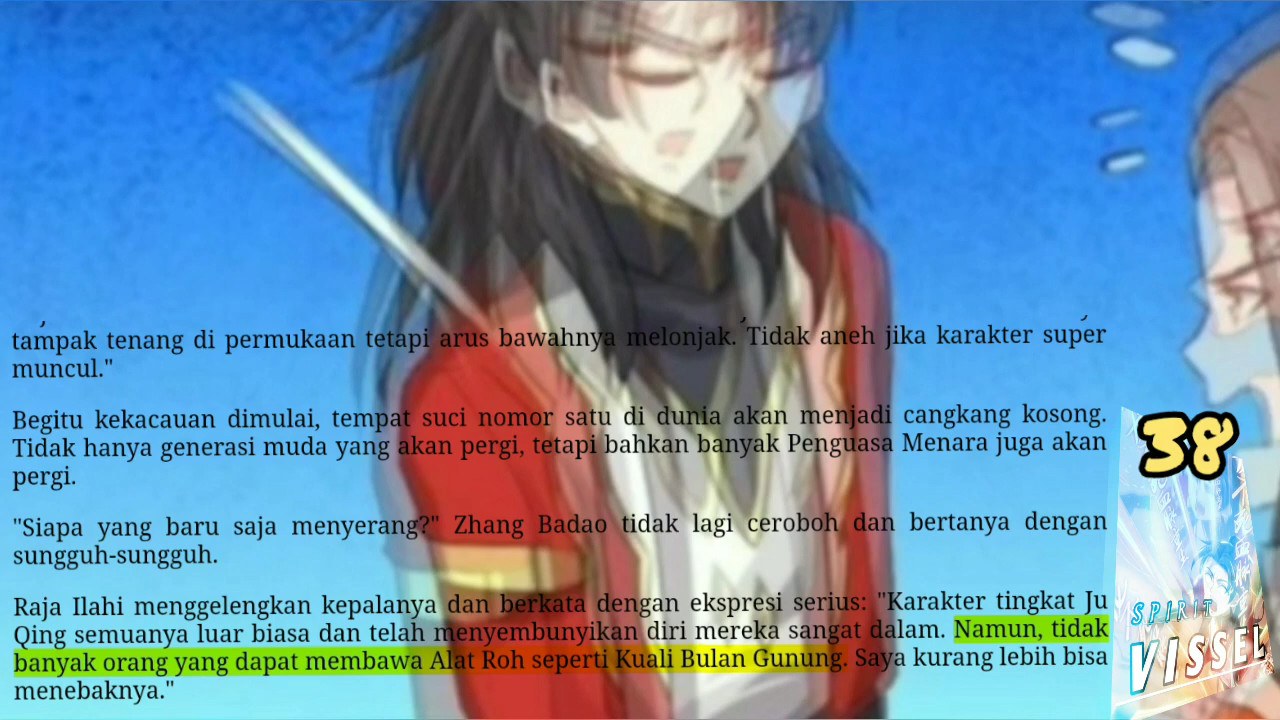 tampak tenang di permukaan tetapi arus bawahnya melonjak. Tidak aneh jika karakter super
muncul."
Begitu kekacauan dimulai, tempat suci nomor satu di dunia akan menjadi cangkang kosong.
Tidak hanya generasi muda yang akan pergi, tetapi bahkan banyak Penguasa Menara juga akan
pergi.
"Siapa yang baru saja menyerang?" Zhang Badao tidak lagi ceroboh dan bertanya dengan
sungguh-sungguh.
Raja Ilahi menggelengkan kepalanya dan berkata dengan ekspresi serius: "Karakter tingkat Ju
Qing semuanya luar biasa dan telah menyembunyikan diri mereka sangat dalam. Namun, tidak
banyak orang yang dapat membawa Alat Roh seperti Kuali Bulan Gunung. Saya kurang lebih bisa
menebaknya."
38
SPIRIT
VISSEL